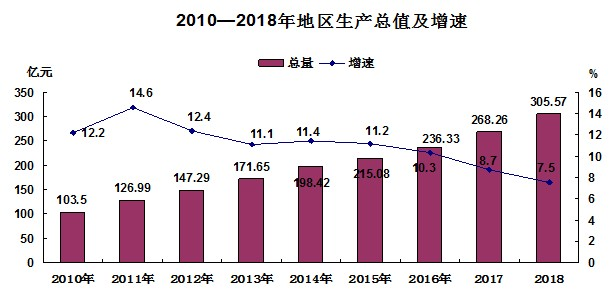 2010—2018年地区生产总值及增速
总量 增速
亿元 %
350 300 250 200 150 100 50 0
16 14 12 10 8 6 4 2 0
12.2 14.6 12.4 11.1 11.4 11.2 10.3 8.7 7.5
103.5 126.99 147.29 171.65 198.42 215.08 236.33 268.26 305.57
2010年 2011年 2012年 2013年 2014年 2015年 2016年 2017 2018